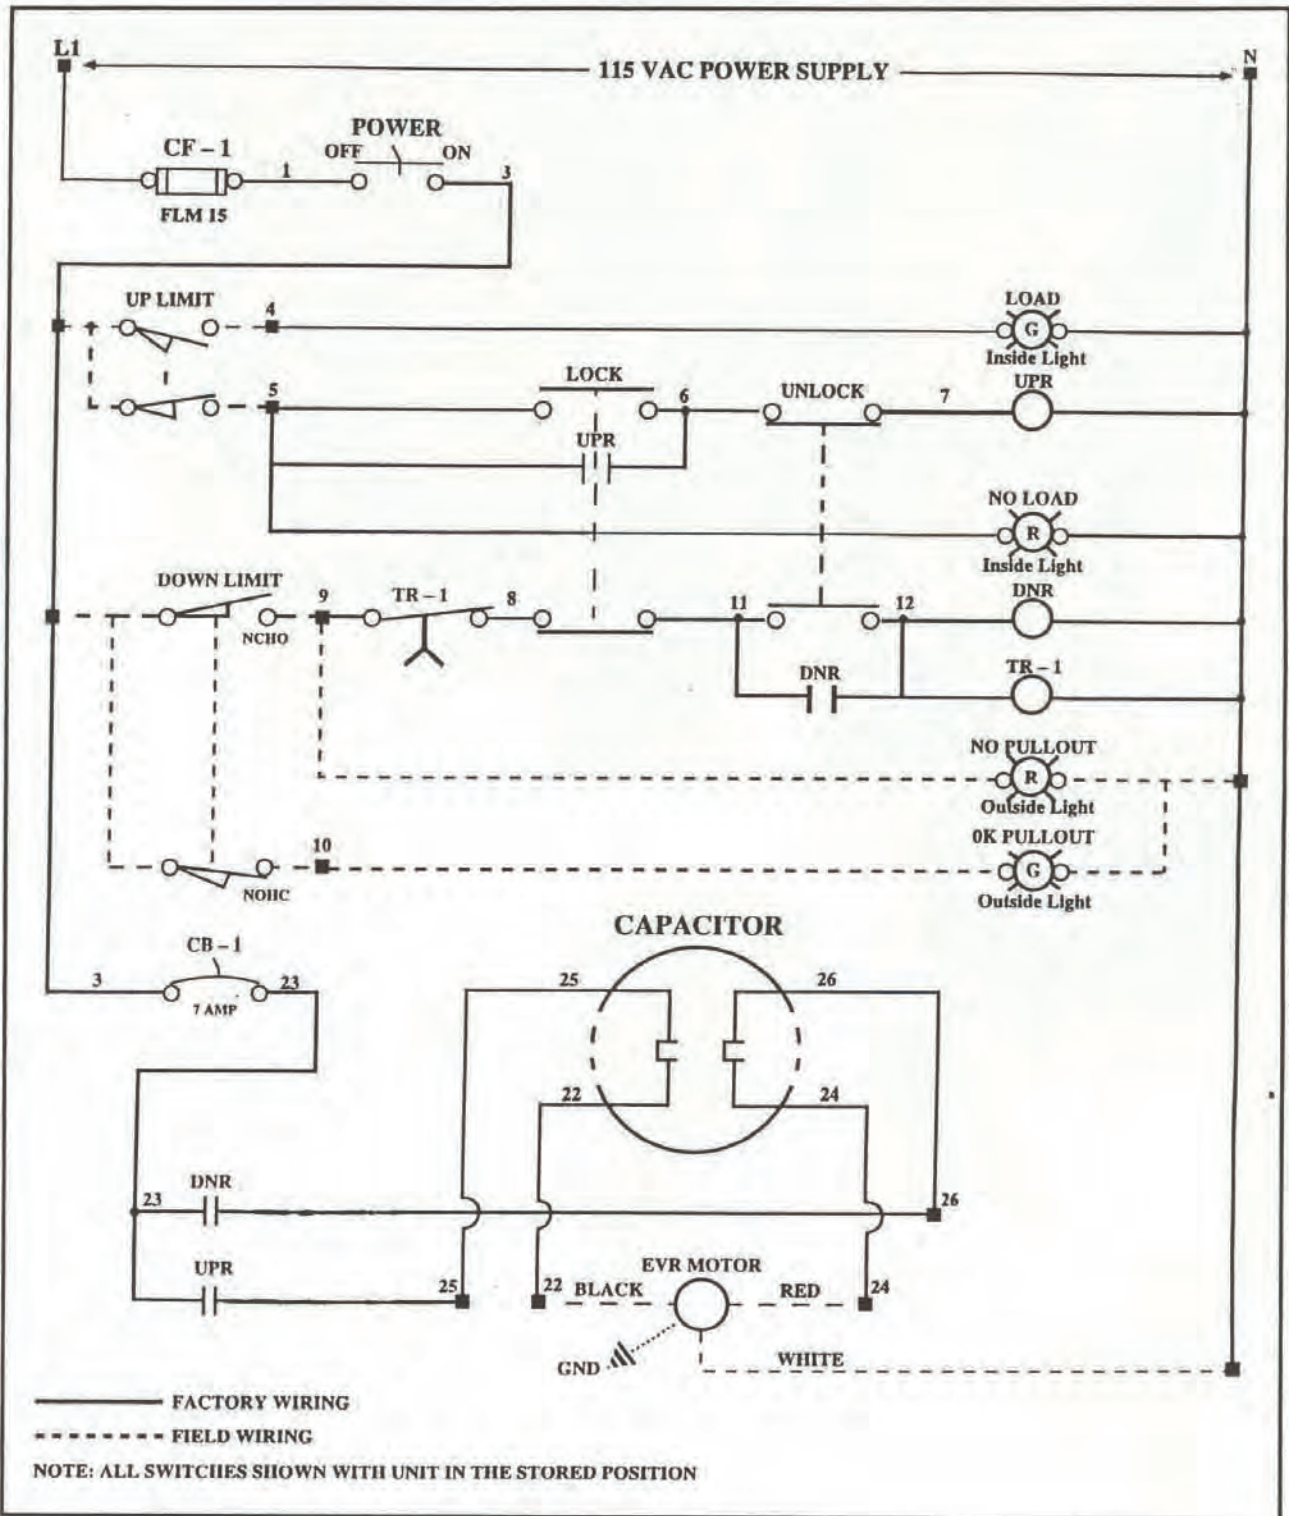 L1
115 VAC POWER SUPPLY
N
POWER
CF – 1
OFF
ON
1
3
FLM 15
UP LIMIT
4
LOAD
G
Inside Light
LOCK
UNLOCK
UPR
5
6
7
UPR
NO LOAD
R
Inside Light
DOWN LIMIT
TR – 1
DNR
9
8
11
12
NCHO
TR – 1
DNR
NO PULLOUT
R
Outside Light
10
0K PULLOUT
G
Outside Light
NOHC
CAPACITOR
CB – 1
3
23
25
26
7 AMP
22
24
DNR
23
26
UPR
EVR MOTOR
25
22
BLACK
RED
24
GND
WHITE
FACTORY WIRING
FIELD WIRING
NOTE: ALL SWITCHES SHOWN WITH UNIT IN THE STORED POSITION